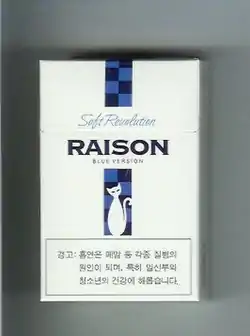 Soft Revolution
RAISON
BLUE VERSION
경고: 흡연은 폐암 등 각종 질병의
원인이 되며, 특히 임신부와
청소년의 건강에 해롭습니다.